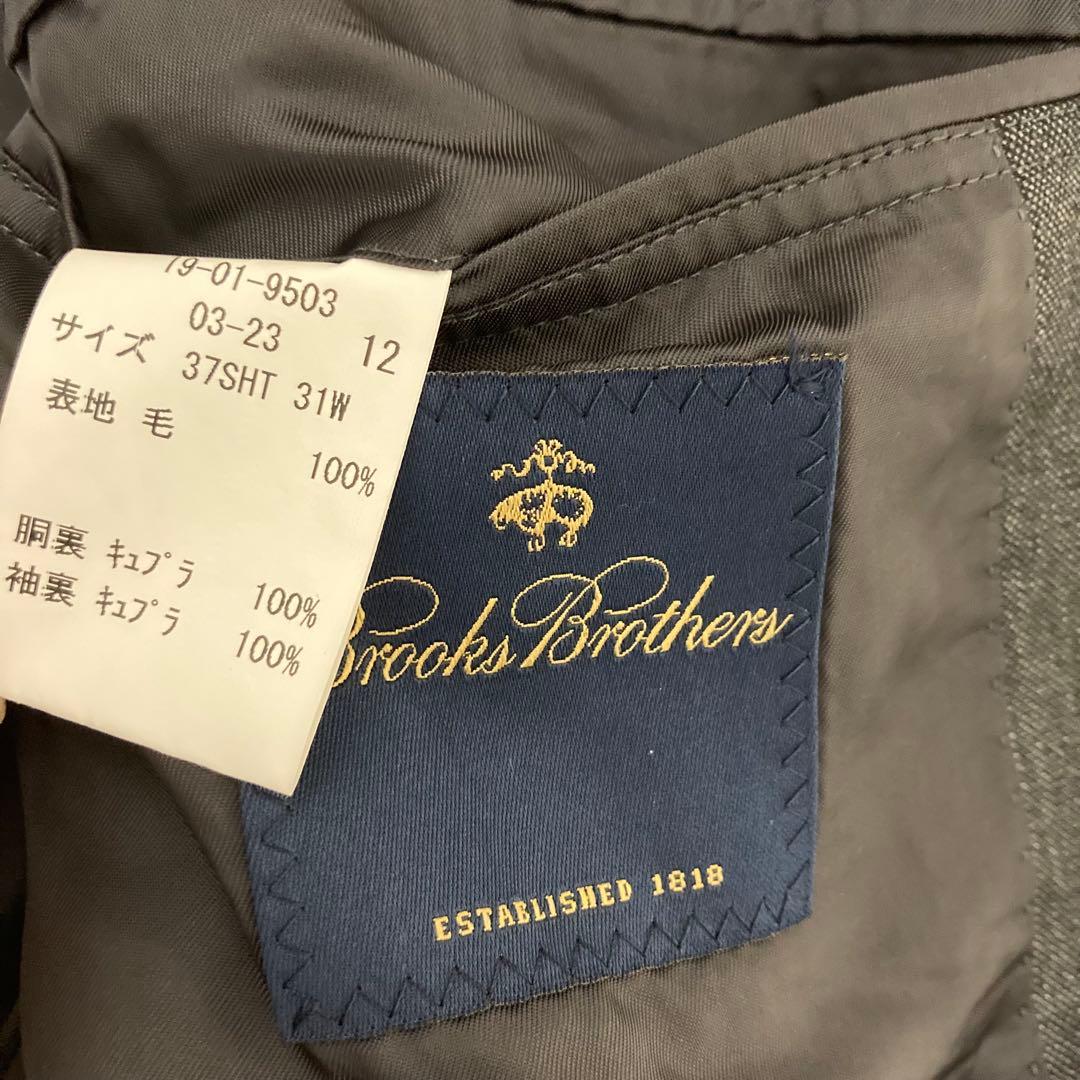 79-01-9503
03-23 12
サイズ 37SHT 31W
表地 毛
100%
胴裏 ｷｭﾌﾟﾗ 100%
袖裏 ｷｭﾌﾟﾗ 100%
Brooks Brothers
ESTABLISHED 1818